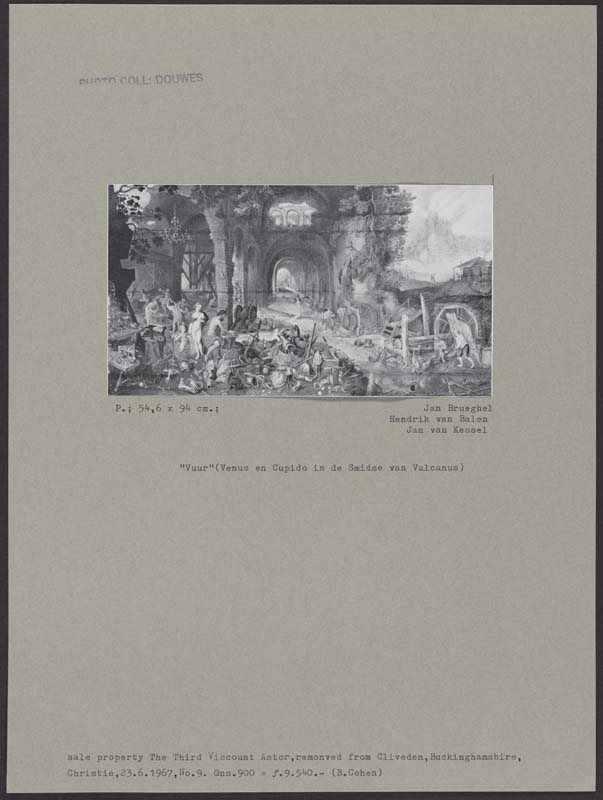 PHOTO COLL: DOUWES
P.; 54,6 x 94 cm.;
Jan Brueghel
Hendrik van Balen
Jan van Kessel
"Vuur"(Venus en Cupido in de Smidse van Vulcanus)
sale property The Third Viscount Astor,remonved from Cliveden,Buckinghamshire,
Christie,23.6.1967,No.9. Gns.900 = ƒ.9.540.- (B.Cohen)